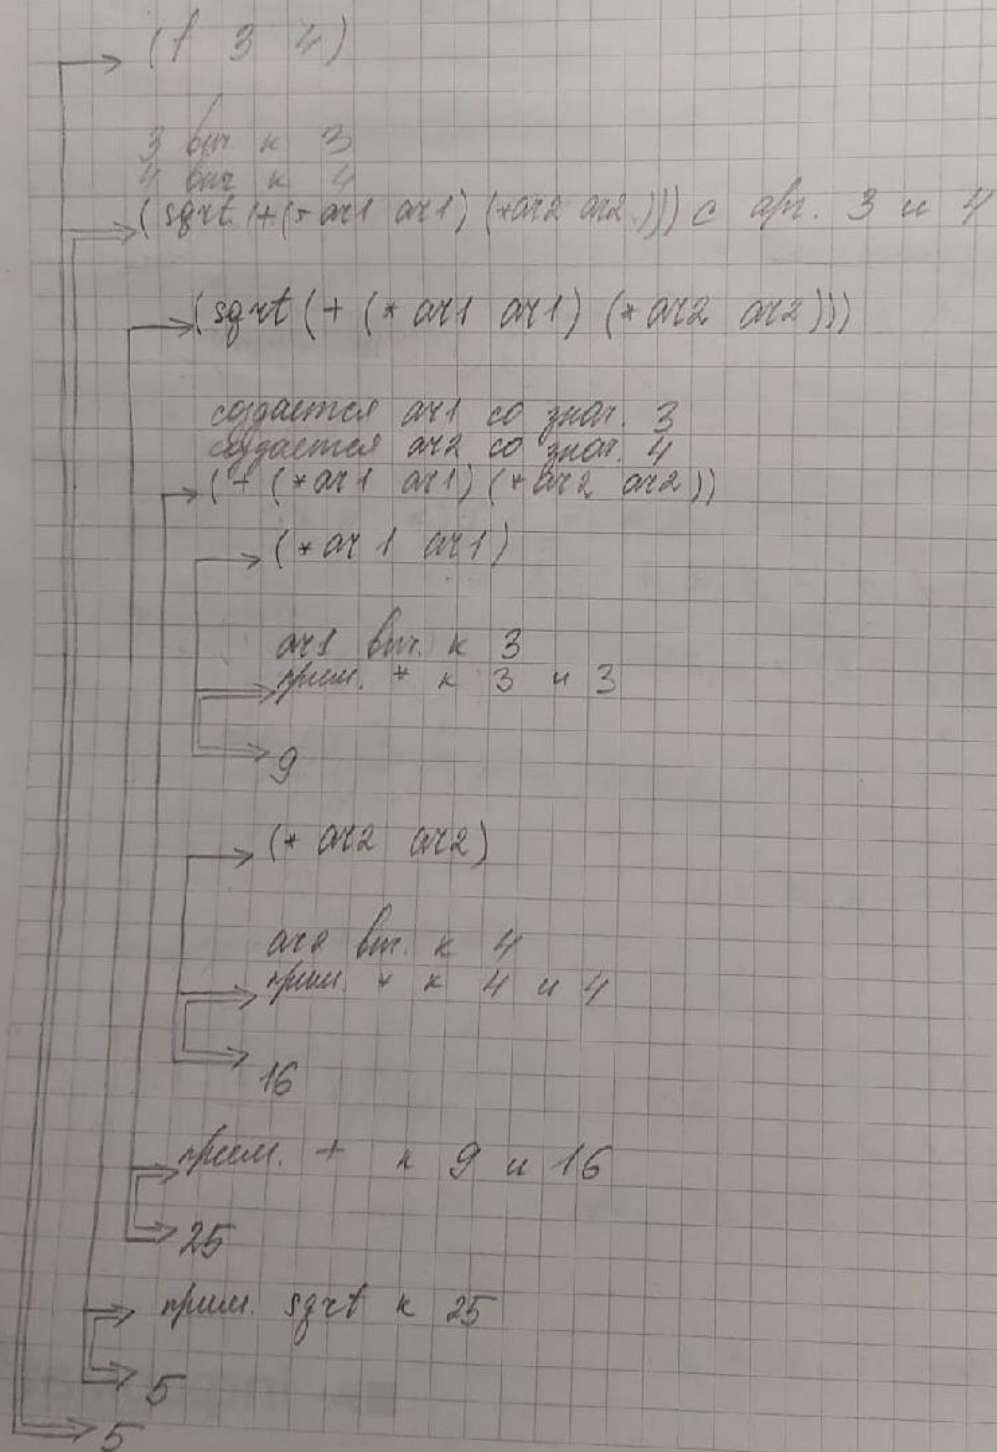 (f 3 4)
3 выч к 3
4 выч к 4
(sqrt (+(* ar1 ar1) (*ar2 ar2))) с арг. 3 и 4
(sqrt (+ (* ar1 ar1) (* ar2 ar2)))
создается ar1 со знач. 3
создается ar2 со знач. 4
(+ (*ar1 ar1) (*ar2 ar2))
(*ar1 ar1)
ar1 выч. к 3
прим. * к 3 и 3
9
(* ar2 ar2)
ar2 выч. к 4
прим. * к 4 и 4
16
прим. + к 9 и 16
25
прим. sqrt к 25
5
5